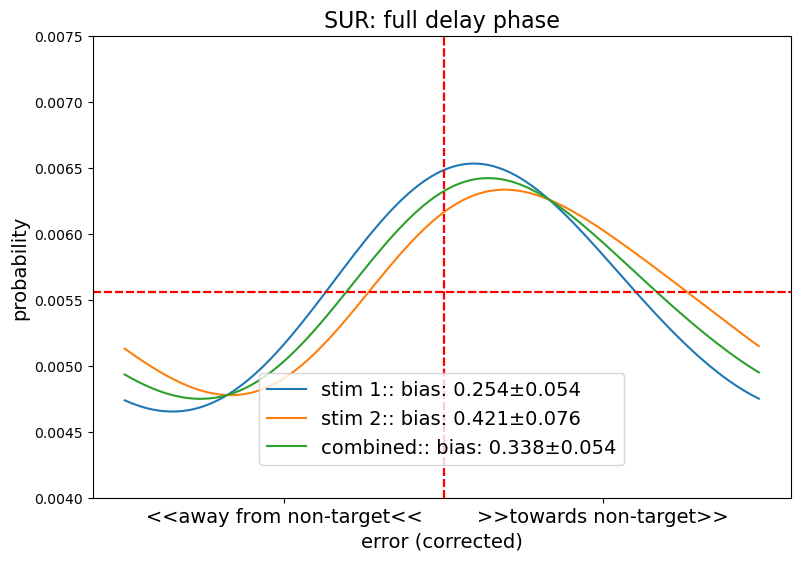 SUR: full delay phase
0.0075
0.0070
0.0065
0.0060
0.0055
0.0050
0.0045
0.0040
probability
stim 1:: bias: 0.254±0.054
stim 2:: bias: 0.421±0.076
combined:: bias: 0.338±0.054
<<away from non-target<< >>towards non-target>>
error (corrected)